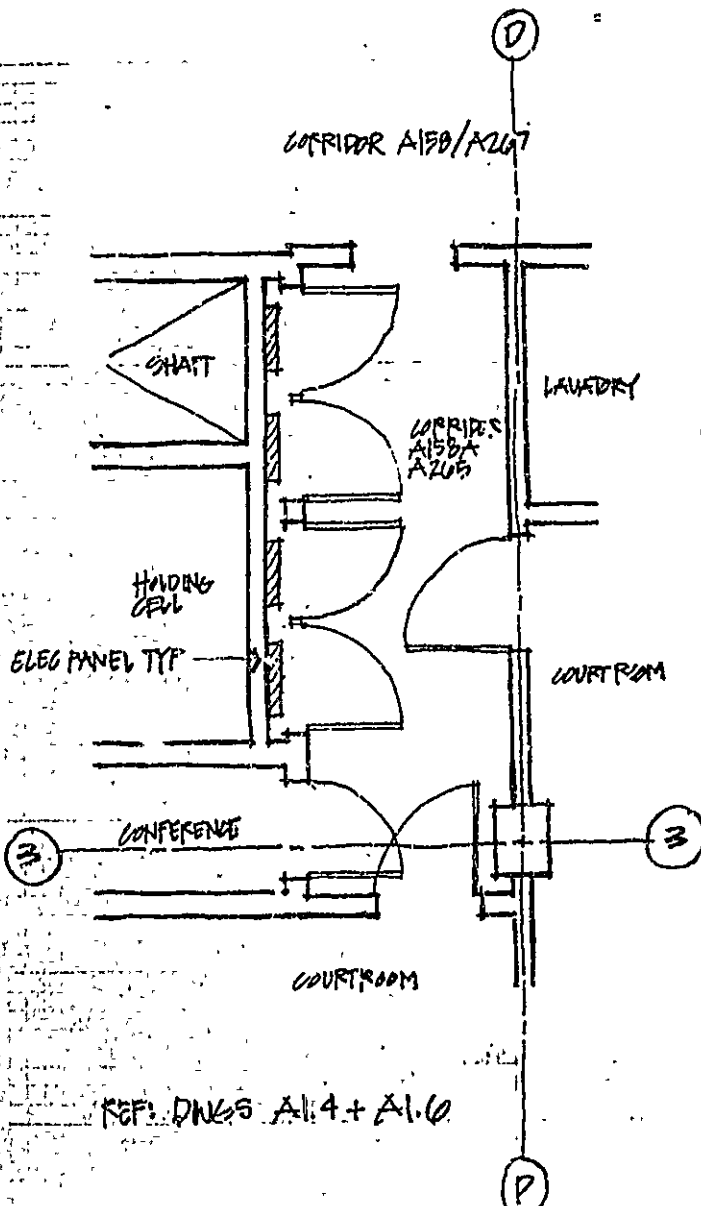 D
CORRIDOR A158/A267
SHAFT
LAVATORY
CORRIDOR
A158A
A265
HOLDING
CELL
ELEC PANEL TYP
COURTROOM
CONFERENCE
3
3
COURTROOM
REF: DWGS A1.4 + A1.6
D